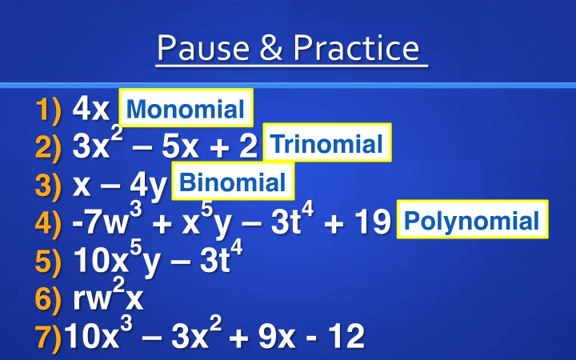 Pause & Practice
1) 4x Monomial
2) 3x² – 5x + 2 Trinomial
3) x – 4y Binomial
4) -7w³ + x⁵y – 3t⁴ + 19 Polynomial
5) 10x⁵y – 3t⁴
6) rw²x
7)10x³ – 3x² + 9x - 12